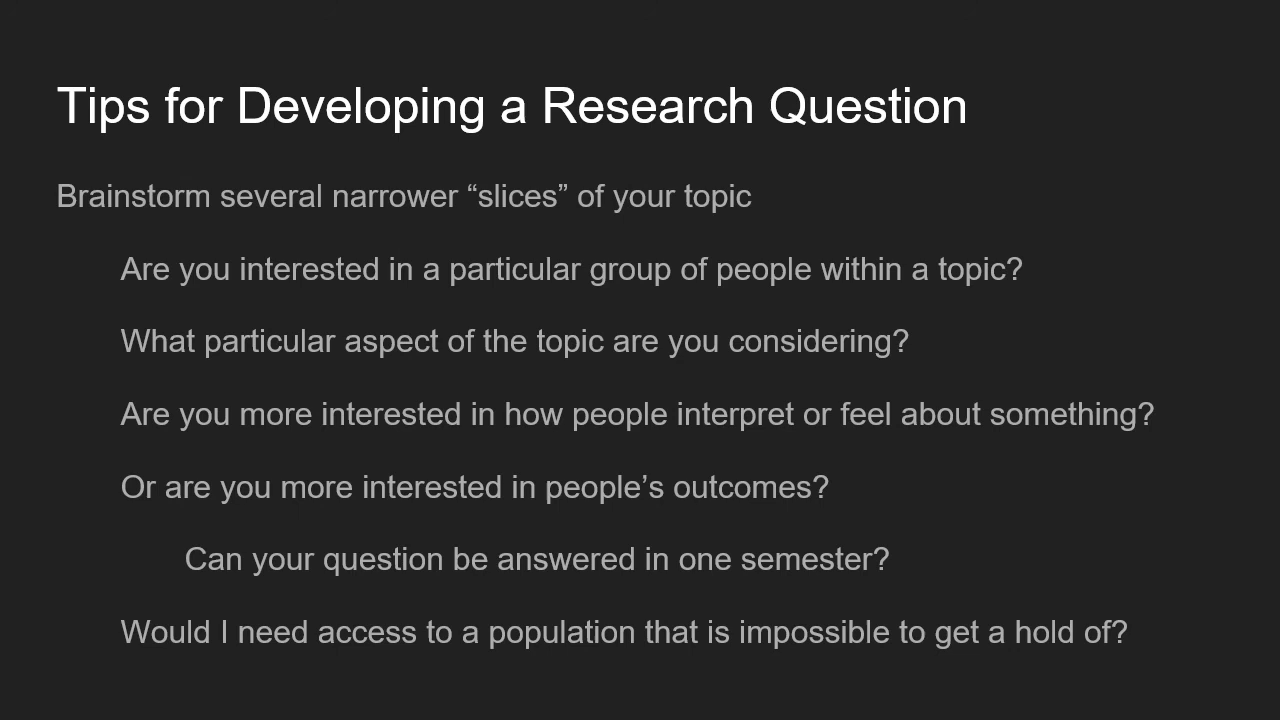 Tips for Developing a Research Question
Brainstorm several narrower “slices” of your topic
Are you interested in a particular group of people within a topic?
What particular aspect of the topic are you considering?
Are you more interested in how people interpret or feel about something?
Or are you more interested in people’s outcomes?
Can your question be answered in one semester?
Would I need access to a population that is impossible to get a hold of?